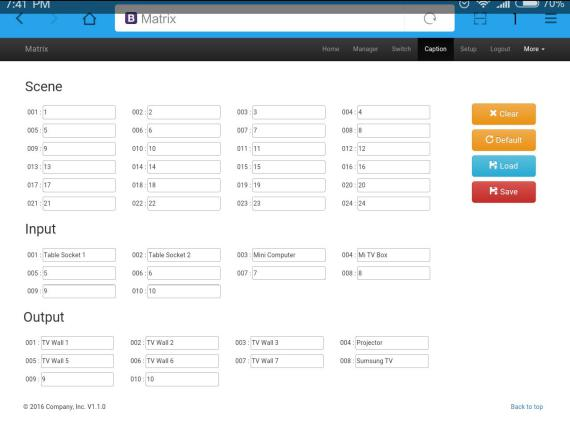 7:41 PM 70%
B Matrix 1
Matrix Home Manager Switch Caption Setup Logout More
Scene
001 : 1 002 : 2 003 : 3 004 : 4 Clear
005 : 5 006 : 6 007 : 7 008 : 8 Default
009 : 9 010 : 10 011 : 11 012 : 12
013 : 13 014 : 14 015 : 15 016 : 16 Load
017 : 17 018 : 18 019 : 19 020 : 20 Save
021 : 21 022 : 22 023 : 23 024 : 24
Input
001 : Table Socket 1 002 : Table Socket 2 003 : Mini Computer 004 : Mi TV Box
005 : 5 006 : 6 007 : 7 008 : 8
009 : 9 010 : 10
Output
001 : TV Wall 1 002 : TV Wall 2 003 : TV Wall 3 004 : Projector
005 : TV Wall 5 006 : TV Wall 6 007 : TV Wall 7 008 : Sumsung TV
009 : 9 010 : 10
© 2016 Company, Inc. V1.1.0 Back to top